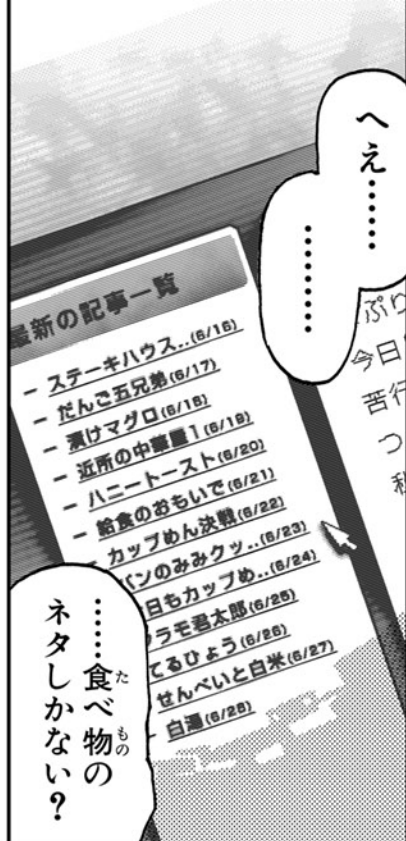 へえ……
………
最新の記事一覧
- ステーキハウス..(6/16)
- だんご五兄弟(6/17)
- 漬けマグロ(6/18)
- 近所の中華屋1(6/19)
- ハニートースト(6/20)
- 給食のおもいで(6/21)
- カップめん決戦(6/22)
パンのみみクッ..(6/23)
日もカップめ..(6/24)
ラモ君太郎(6/25)
てるひょう(6/26)
せんべいと白米(6/27)
白湯(6/28)
ぷり
今日
苦行
つ
……食べ物の
ネタしかない？